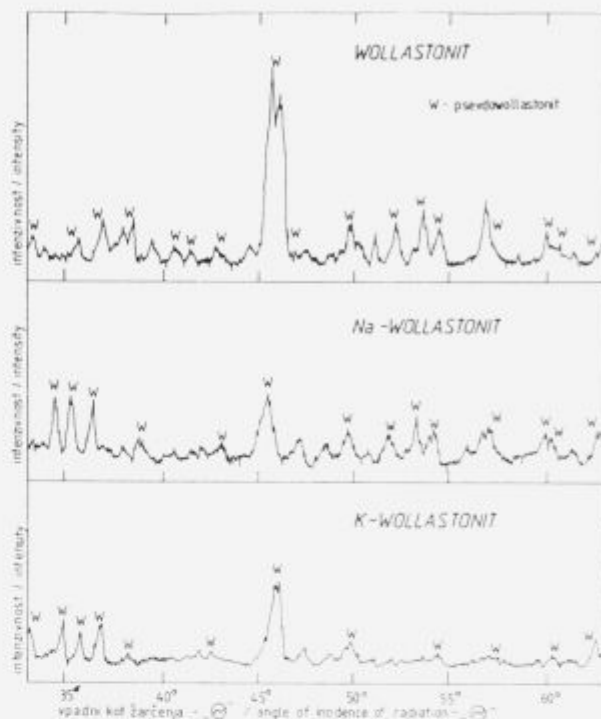 WOLLASTONIT
W - psevdowollastonit
intenzivnost / intensity
W W W W W W W W W W W W W W W W W
Na-WOLLASTONIT
intenzivnost / intensity
W W W W W W W W W W W W W W
K-WOLLASTONIT
intenzivnost / intensity
W W W W W W W W W W W W
35° 40° 45° 50° 55° 60°
vpadni kot žarčenja - Θ° / angle of incidence of radiation - Θ°